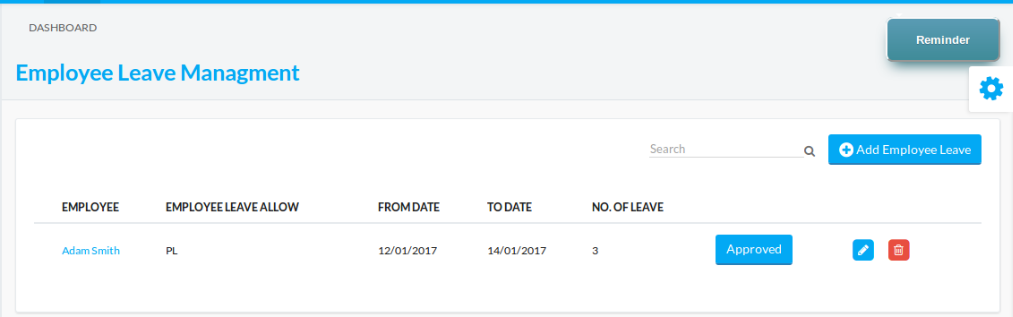 DASHBOARD
Reminder
Employee Leave Managment
Search
Add Employee Leave
EMPLOYEE EMPLOYEE LEAVE ALLOW FROM DATE TO DATE NO. OF LEAVE
Adam Smith PL 12/01/2017 14/01/2017 3 Approved